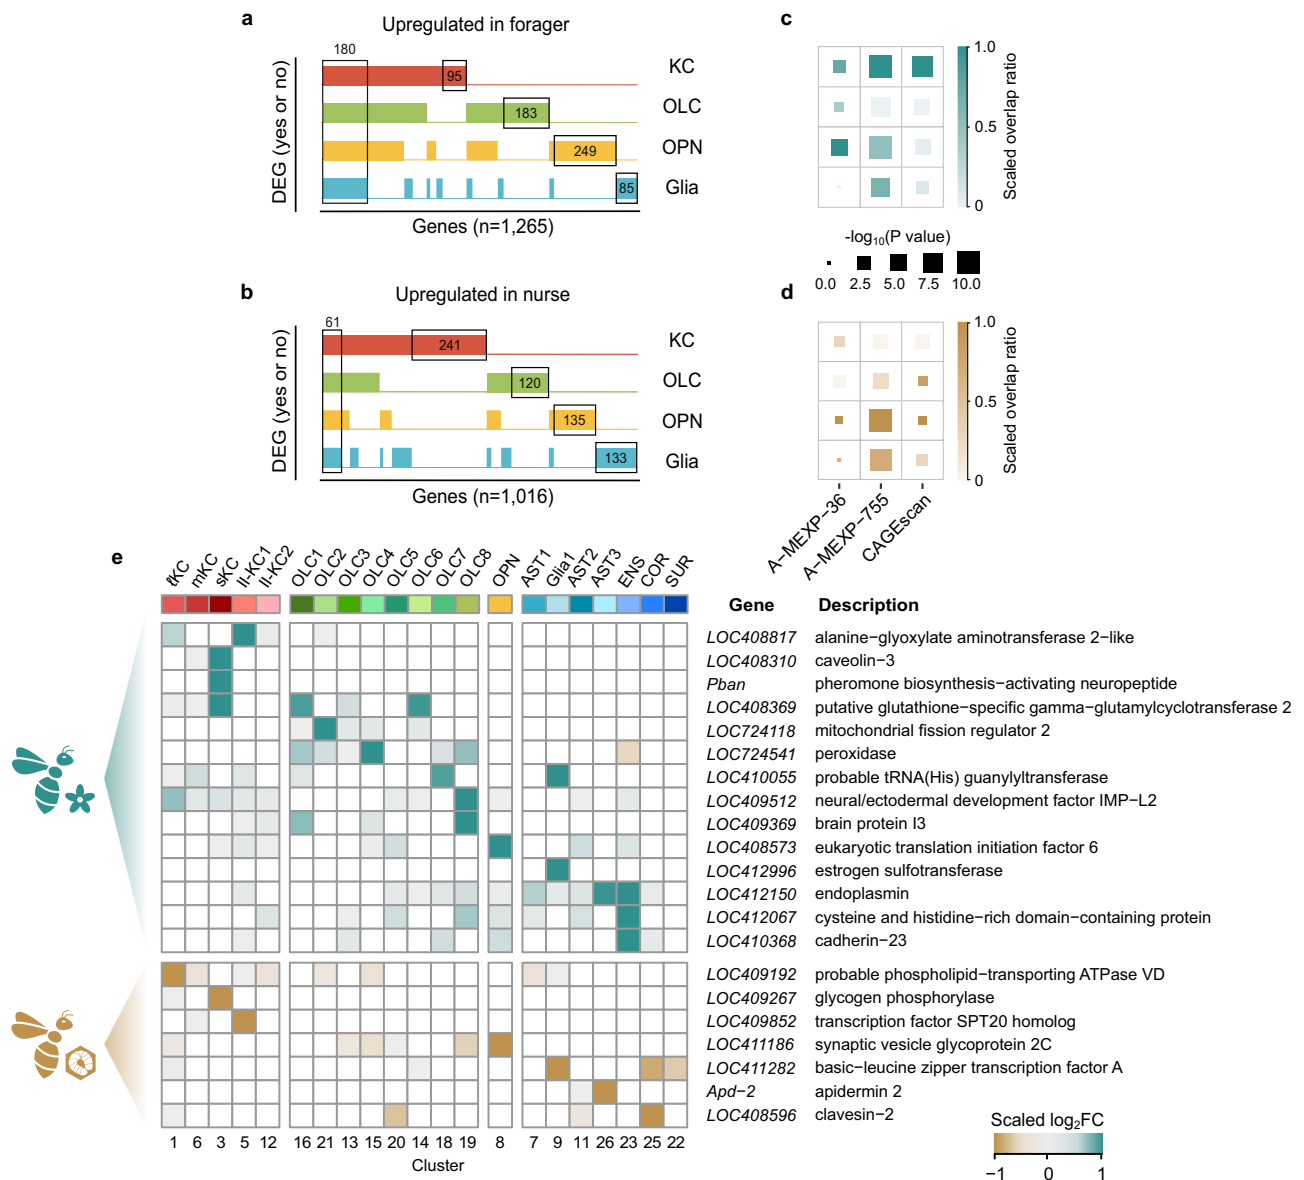 a
Upregulated in forager
180
DEG (yes or no)
95
KC
183
OLC
249
OPN
85
Glia
Genes (n=1,265)
c
1.0
0.5
0
Scaled overlap ratio
-log10(P value)
0.0 2.5 5.0 7.5 10.0
b
Upregulated in nurse
61
DEG (yes or no)
241
KC
120
OLC
135
OPN
133
Glia
Genes (n=1,016)
d
1.0
0.5
0
Scaled overlap ratio
A−MEXP−36
A−MEXP−755
CAGEscan
e
ℓKC mKC sKC II-KC1 II-KC2 OLC1 OLC2 OLC3 OLC4 OLC5 OLC6 OLC7 OLC8 OPN AST1 Glia1 AST2 AST3 ENS COR SUR
Gene Description
LOC408817 alanine−glyoxylate aminotransferase 2−like
LOC408310 caveolin−3
Pban pheromone biosynthesis−activating neuropeptide
LOC408369 putative glutathione−specific gamma−glutamylcyclotransferase 2
LOC724118 mitochondrial fission regulator 2
LOC724541 peroxidase
LOC410055 probable tRNA(His) guanylyltransferase
LOC409512 neural/ectodermal development factor IMP−L2
LOC409369 brain protein I3
LOC408573 eukaryotic translation initiation factor 6
LOC412996 estrogen sulfotransferase
LOC412150 endoplasmin
LOC412067 cysteine and histidine−rich domain−containing protein
LOC410368 cadherin−23
LOC409192 probable phospholipid−transporting ATPase VD
LOC409267 glycogen phosphorylase
LOC409852 transcription factor SPT20 homolog
LOC411186 synaptic vesicle glycoprotein 2C
LOC411282 basic−leucine zipper transcription factor A
Apd−2 apidermin 2
LOC408596 clavesin−2
1 6 3 5 12 16 21 13 15 20 14 18 19 8 7 9 11 26 23 25 22
Cluster
Scaled log2FC
−1 0 1